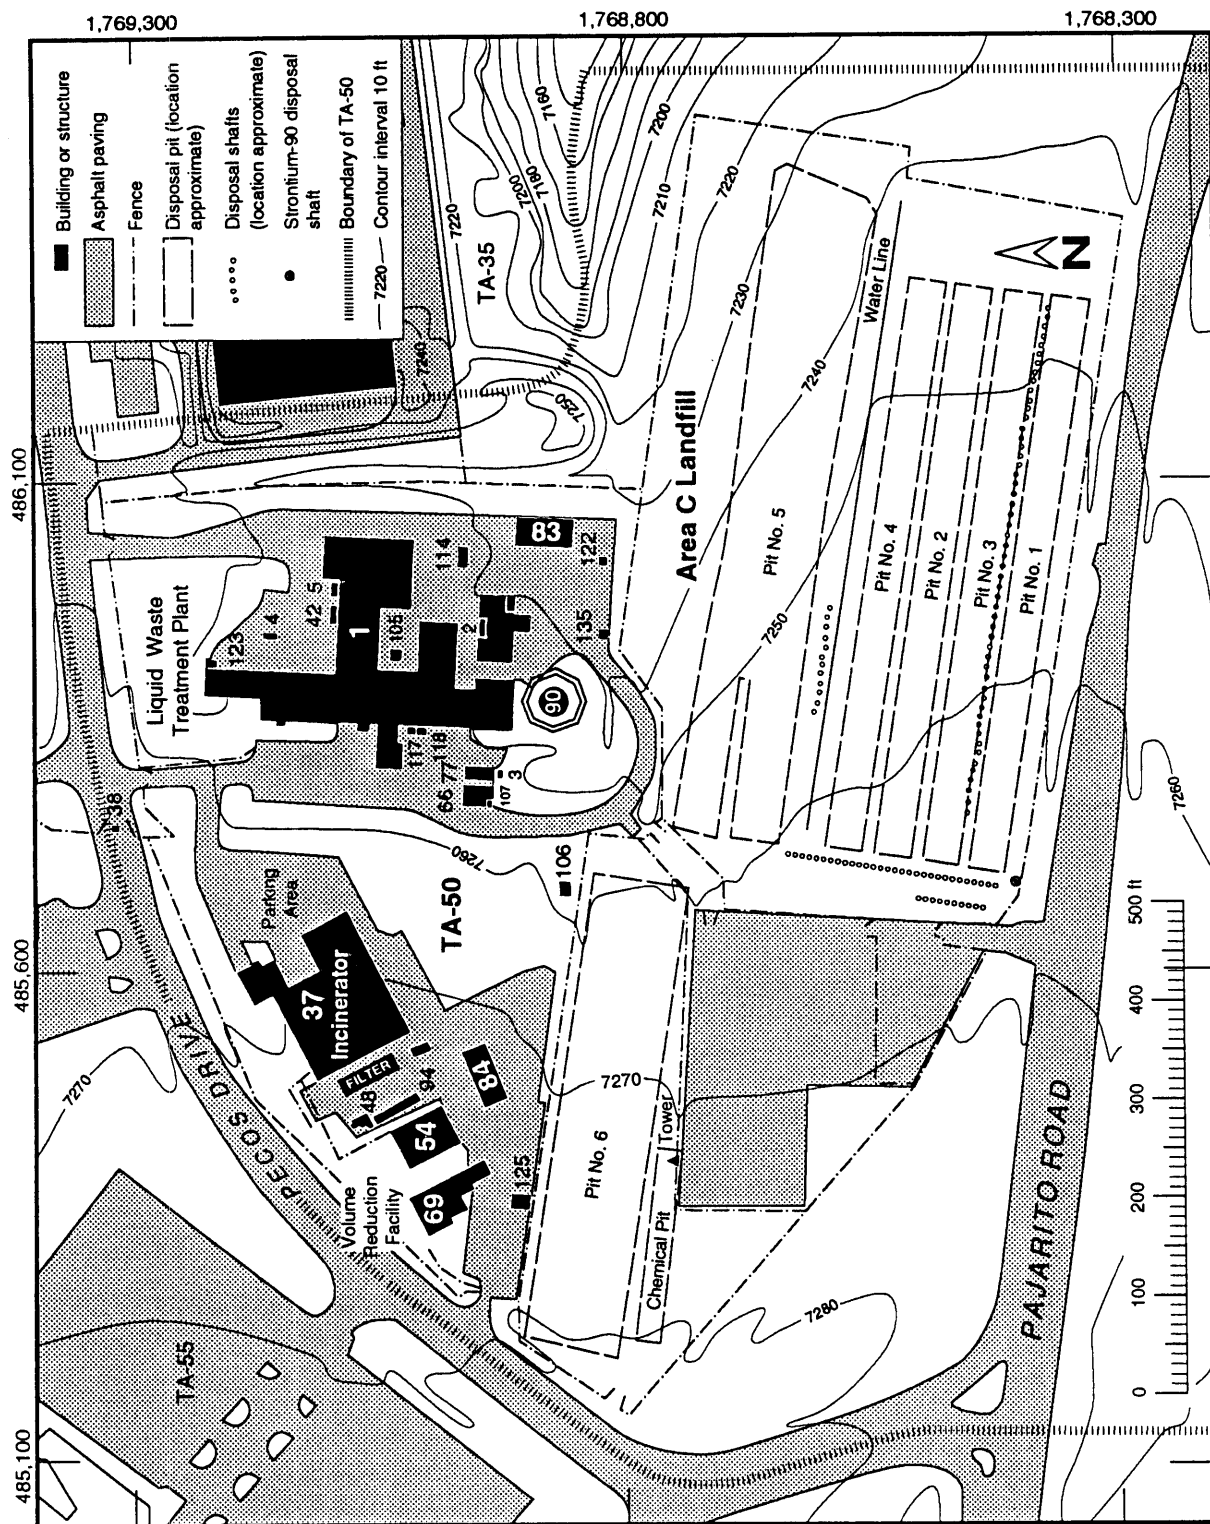 1,769,300
1,768,800
1,768,300
486,100
485,600
485,100
Building or structure
Asphalt paving
Fence
Disposal pit (location
approximate)
Disposal shafts
(location approximate)
Strontium-90 disposal
shaft
Boundary of TA-50
7220
Contour interval 10 ft
7160
7200
7180
7200
7220
7220
7210
7230
7240
7240
7250
7250
TA-35
Water Line
N
Area C Landfill
Pit No. 5
Pit No. 4
Pit No. 2
Pit No. 3
Pit No. 1
Liquid Waste
Treatment Plant
123
4
42
5
1
105
114
83
122
2
135
90
117
118
77
65
3
107
38
Parking
Area
7260
106
TA-50
37
Incinerator
FILTER
94
48
84
54
69
125
Volume
Reduction
Facility
PECOS DRIVE
7270
7270
Pit No. 6
Tower
Chemical Pit
7280
7260
TA-55
PAJARITO ROAD
0
100
200
300
400
500 ft